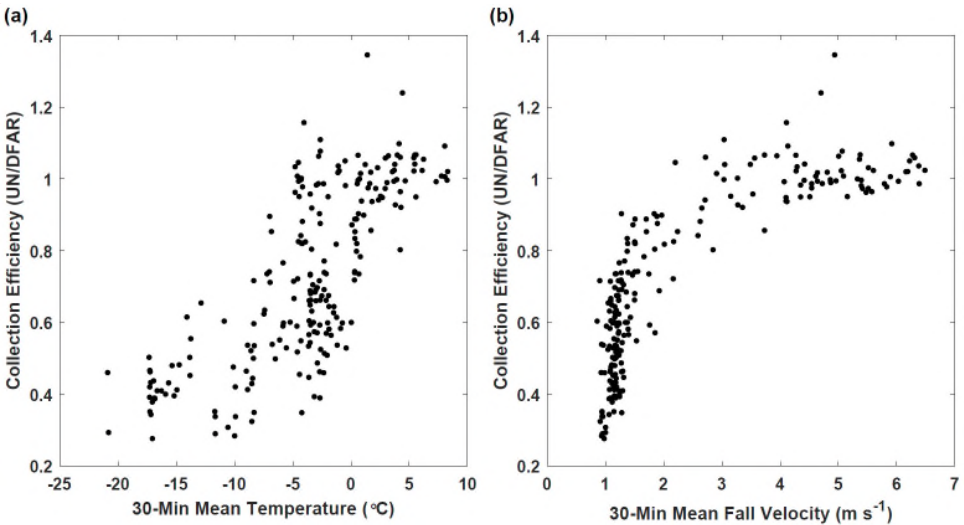 (a)
1.4
1.2
1
0.8
0.6
0.4
0.2
Collection Efficiency (UN/DFAR)
-25 -20 -15 -10 -5 0 5 10
30-Min Mean Temperature (°C)
(b)
1.4
1.2
1
0.8
0.6
0.4
0.2
Collection Efficiency (UN/DFAR)
0 1 2 3 4 5 6 7
30-Min Mean Fall Velocity (m s⁻¹)